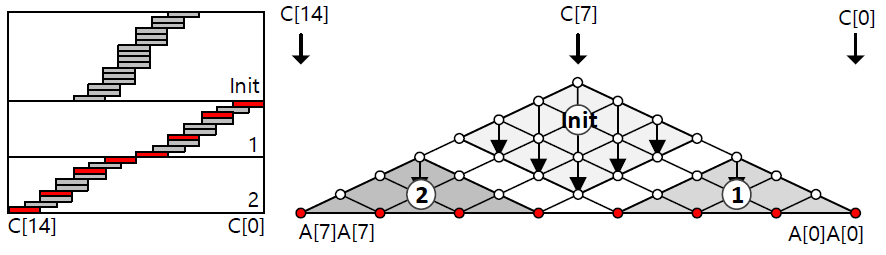 C[14]
C[7]
C[0]
Init
1
2
C[14]
C[0]
Init
2
1
A[7]A[7]
A[0]A[0]